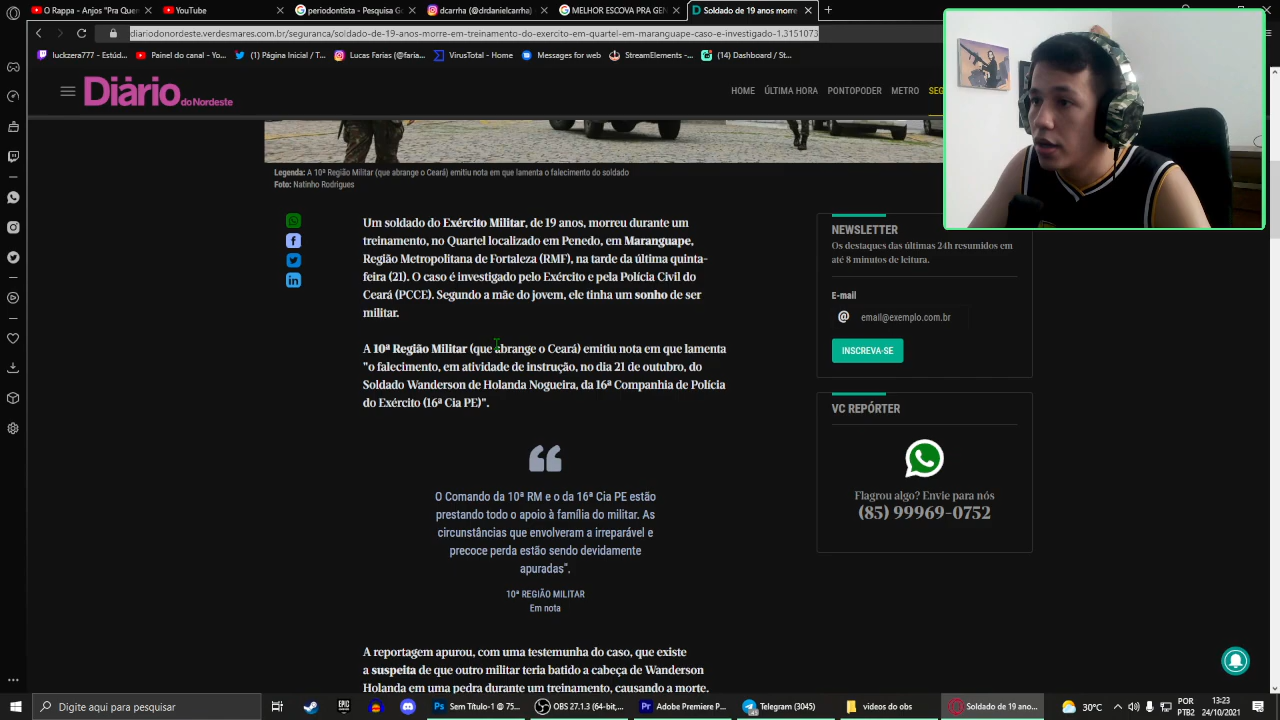 O Rappa - Anjos (Pra Quen
YouTube
periodontista - Pesquisa Go
dcarrha (@drdanielcarrha)
MELHOR ESCOVA PRA GEN
Soldado de 19 anos morre
diariodonordeste.verdesmares.com.br/seguranca/soldado-de-19-anos-morre-em-treinamento-do-exercito-em-quartel-em-maranguape-caso-e-investigado-1.3151073
luckzera777 - Estúd...
Painel do canal - Yo...
(1) Página Inicial / T...
Lucas Farias (@faria...
VirusTotal - Home
Messages for web
StreamElements -...
(14) Dashboard / St...
Diário do Nordeste
HOME
ÚLTIMA HORA
PONTOPODER
METRO
Legenda: A 10ª Região Militar (que abrange o Ceará) emitiu nota em que lamenta o falecimento do soldado
Foto: Natinho Rodrigues
Um soldado do Exército Militar, de 19 anos, morreu durante um
treinamento, no Quartel localizado em Penedo, em Maranguape,
Região Metropolitana de Fortaleza (RMF), na tarde da última quinta-
feira (21). O caso é investigado pelo Exército e pela Polícia Civil do
Ceará (PCCE). Segundo a mãe do jovem, ele tinha um sonho de ser
militar.
A 10ª Região Militar (que abrange o Ceará) emitiu nota em que lamenta
"o falecimento, em atividade de instrução, no dia 21 de outubro, do
Soldado Wanderson de Holanda Nogueira, da 16ª Companhia de Polícia
do Exército (16ª Cia PE)".
O Comando da 10ª RM e o da 16ª Cia PE estão
prestando todo o apoio à família do militar. As
circunstâncias que envolveram a irreparável e
precoce perda estão sendo devidamente
apuradas".
10ª REGIÃO MILITAR
Em nota
A reportagem apurou, com uma testemunha do caso, que existe
a suspeita de que outro militar teria batido a cabeça de Wanderson
Holanda em uma pedra durante um treinamento, causando a morte.
NEWSLETTER
Os destaques das últimas 24h resumidos em
até 8 minutos de leitura.
E-mail
@ email@exemplo.com.br
INSCREVA-SE
VC REPÓRTER
Flagrou algo? Envie para nós
(85) 99969-0752
Digite aqui para pesquisar
Sem Título-1 @ 75...
OBS 27.1.3 (64-bit,...
Adobe Premiere P...
Telegram (3045)
videos do obs
Soldado de 19 ano...
30°C
POR
PTB2
13:23
24/10/2021